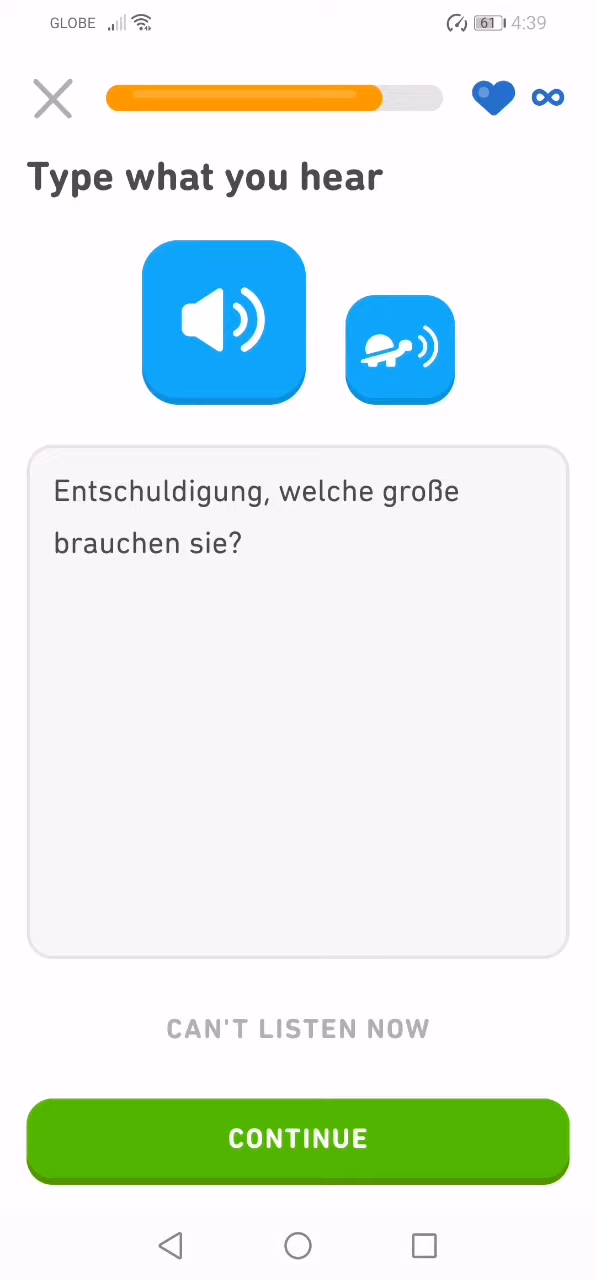 GLOBE 61 4:39
Type what you hear
Entschuldigung, welche große
brauchen sie?
CAN'T LISTEN NOW
CONTINUE